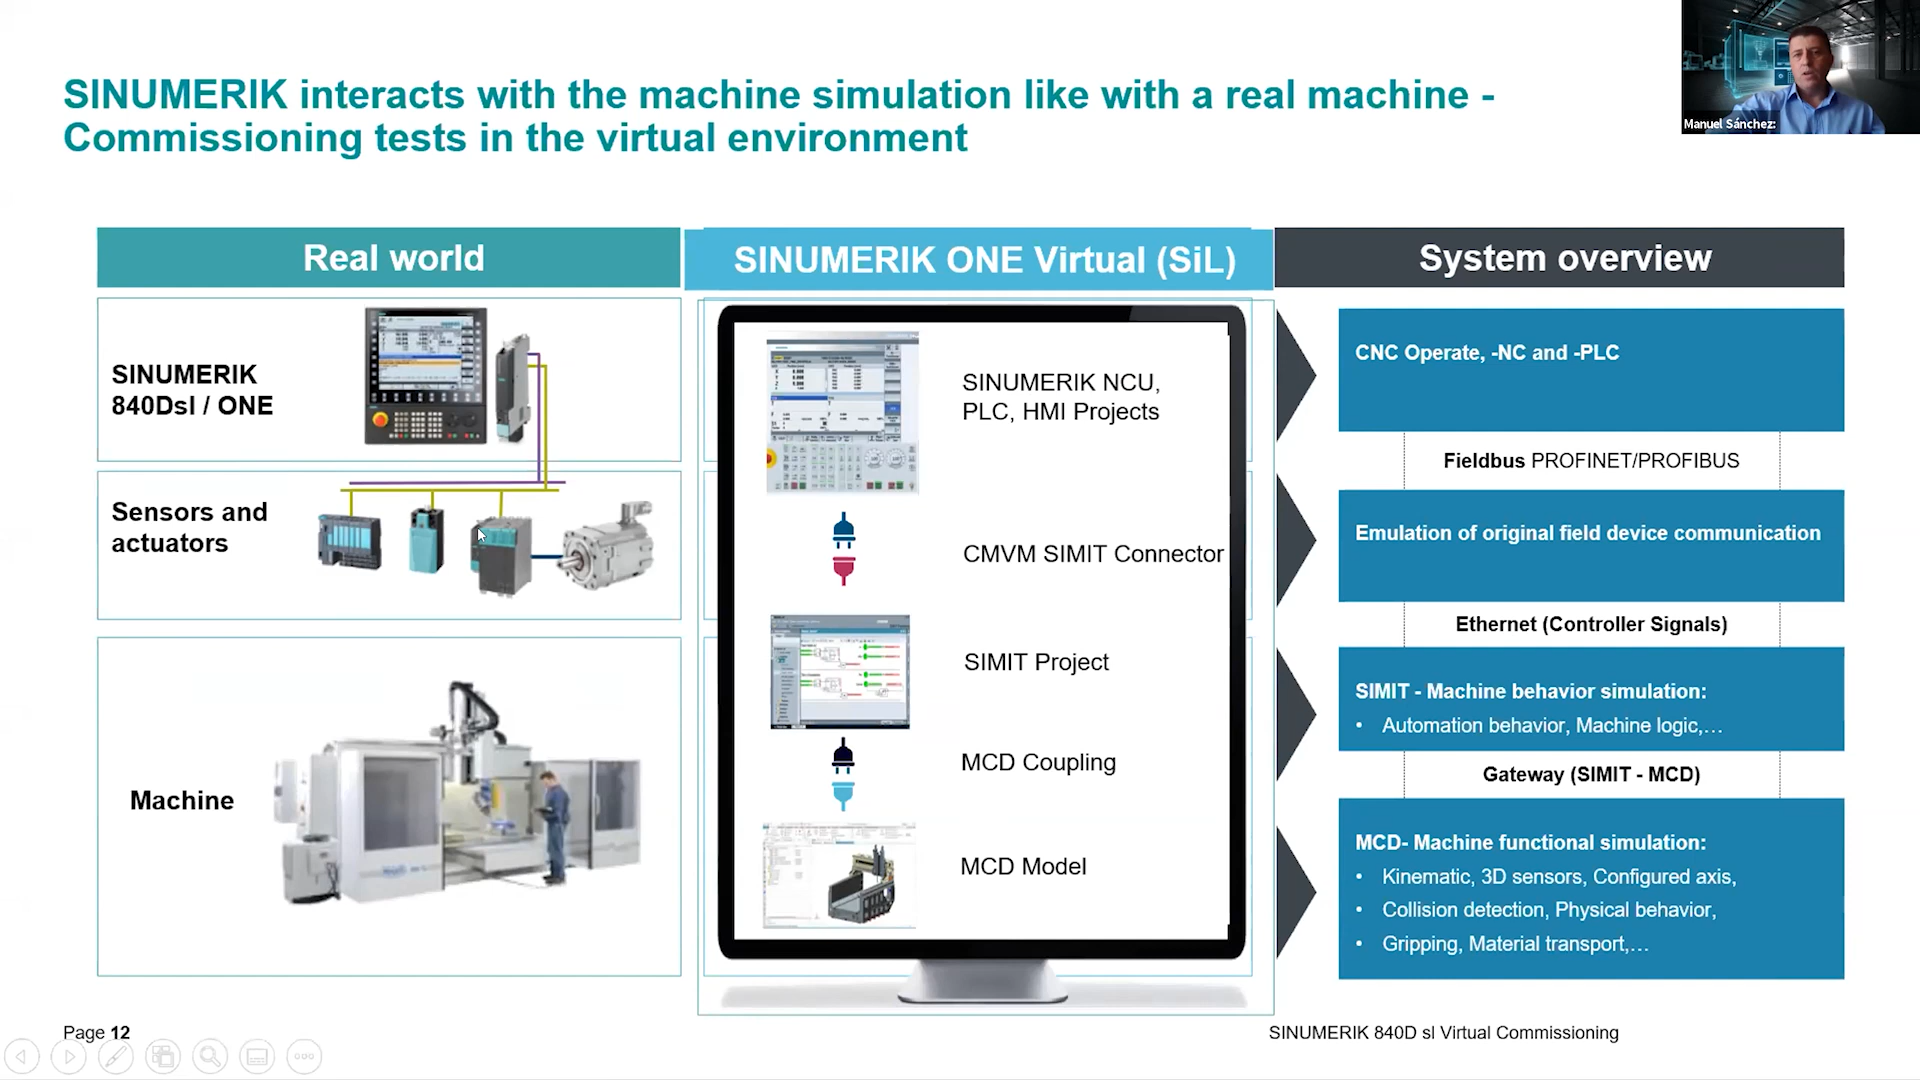 SINUMERIK interacts with the machine simulation like with a real machine -
Commissioning tests in the virtual environment
Manuel Sánchez:
Real world
SINUMERIK ONE Virtual (SiL)
System overview
SINUMERIK
840Dsl / ONE
Sensors and
actuators
Machine
SINUMERIK NCU,
PLC, HMI Projects
CMVM SIMIT Connector
SIMIT Project
MCD Coupling
MCD Model
CNC Operate, -NC and -PLC
Fieldbus PROFINET/PROFIBUS
Emulation of original field device communication
Ethernet (Controller Signals)
SIMIT - Machine behavior simulation:
• Automation behavior, Machine logic,…
Gateway (SIMIT - MCD)
MCD- Machine functional simulation:
• Kinematic, 3D sensors, Configured axis,
• Collision detection, Physical behavior,
• Gripping, Material transport,…
Page 12
SINUMERIK 840D sl Virtual Commissioning